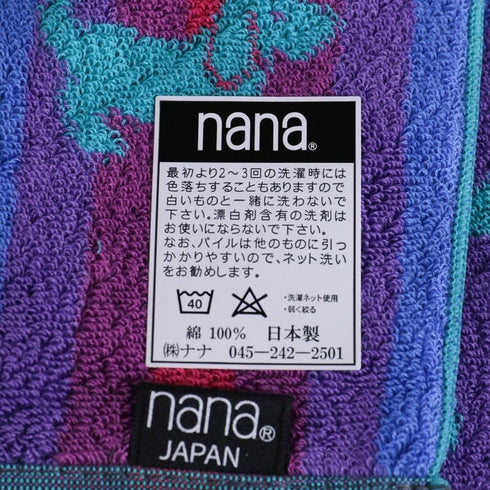 nana®
最初より2〜3回の洗濯時には
色落ちすることもありますので
白いものと一緒に洗わないで
下さい。漂白剤含有の洗剤は
お使いにならないで下さい。
なお、パイルは他のものに引っ
かかりやすいので、ネット洗い
をお勧めします。
40
・洗濯ネット使用
・弱く絞る
綿 100% 日本製
㈱ナナ 045―242―2501
nana®
JAPAN